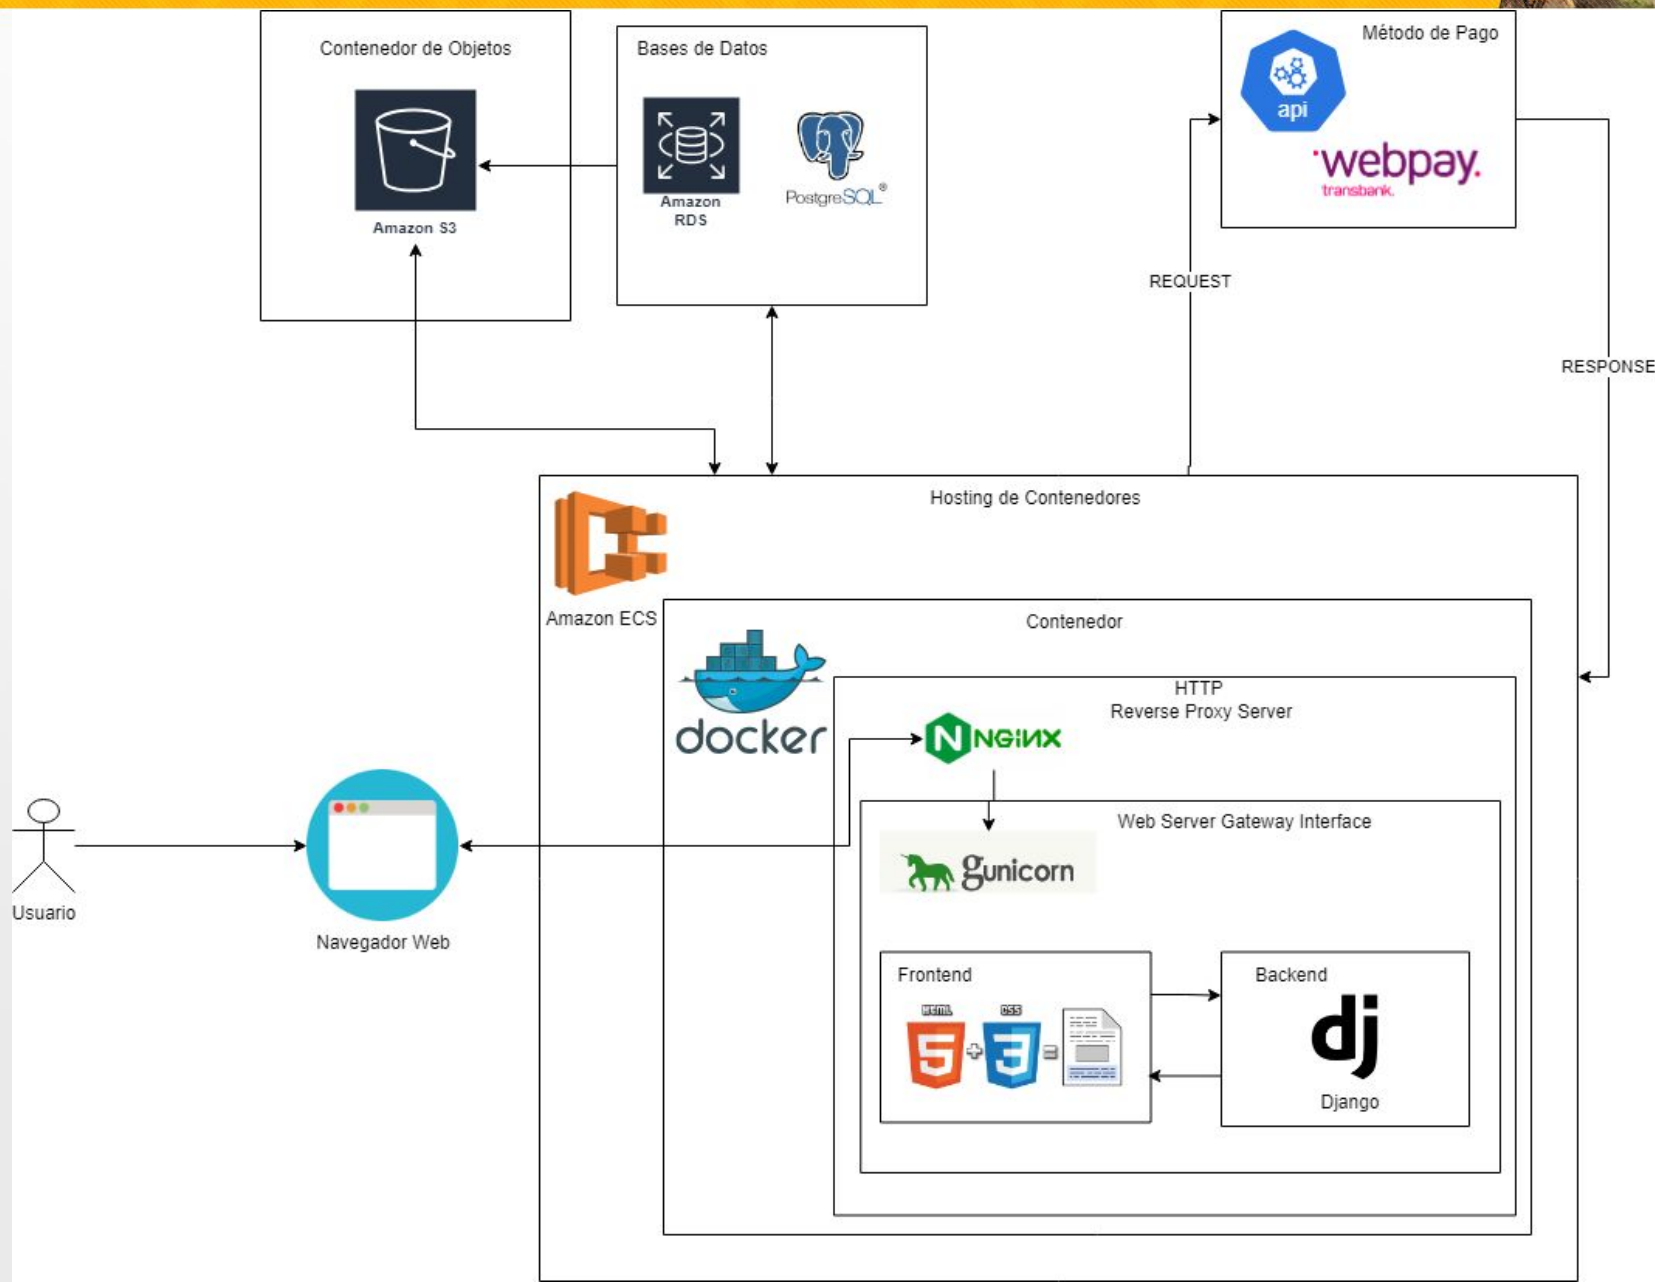 Contenedor de Objetos
Amazon S3
Bases de Datos
Amazon
RDS
PostgreSQL®
Método de Pago
api
webpay.
transbank.
REQUEST
RESPONSE
Hosting de Contenedores
Amazon ECS
Contenedor
docker
HTTP
Reverse Proxy Server
NGiNX
Web Server Gateway Interface
gunicorn
Usuario
Navegador Web
Frontend
HTML
CSS
5 + 3 =
Backend
dj
Django